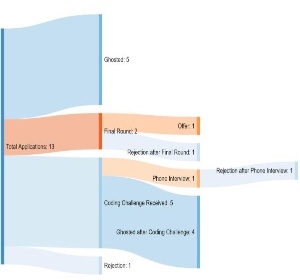 Ghosted: 5
Total Applications: 13
Final Round: 2
Offer: 1
Rejection after Final Round: 1
Phone Interview: 1
Rejection after Phone Interview: 1
Coding Challenge Received: 5
Ghosted after Coding Challenge: 4
Rejection: 1